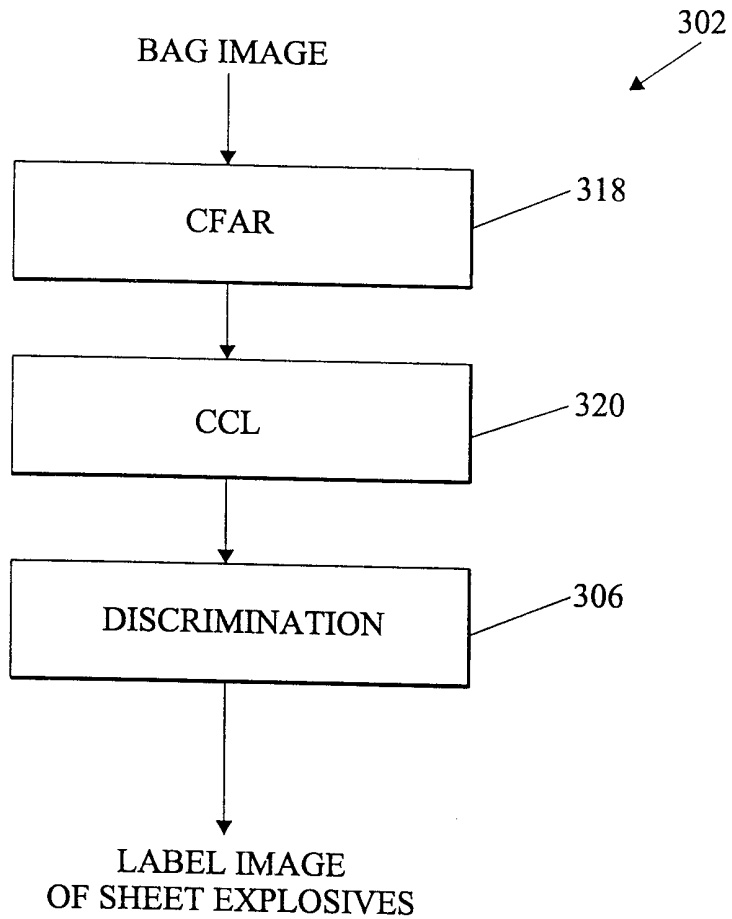 302
BAG IMAGE
CFAR
318
CCL
320
DISCRIMINATION
306
LABEL IMAGE
OF SHEET EXPLOSIVES